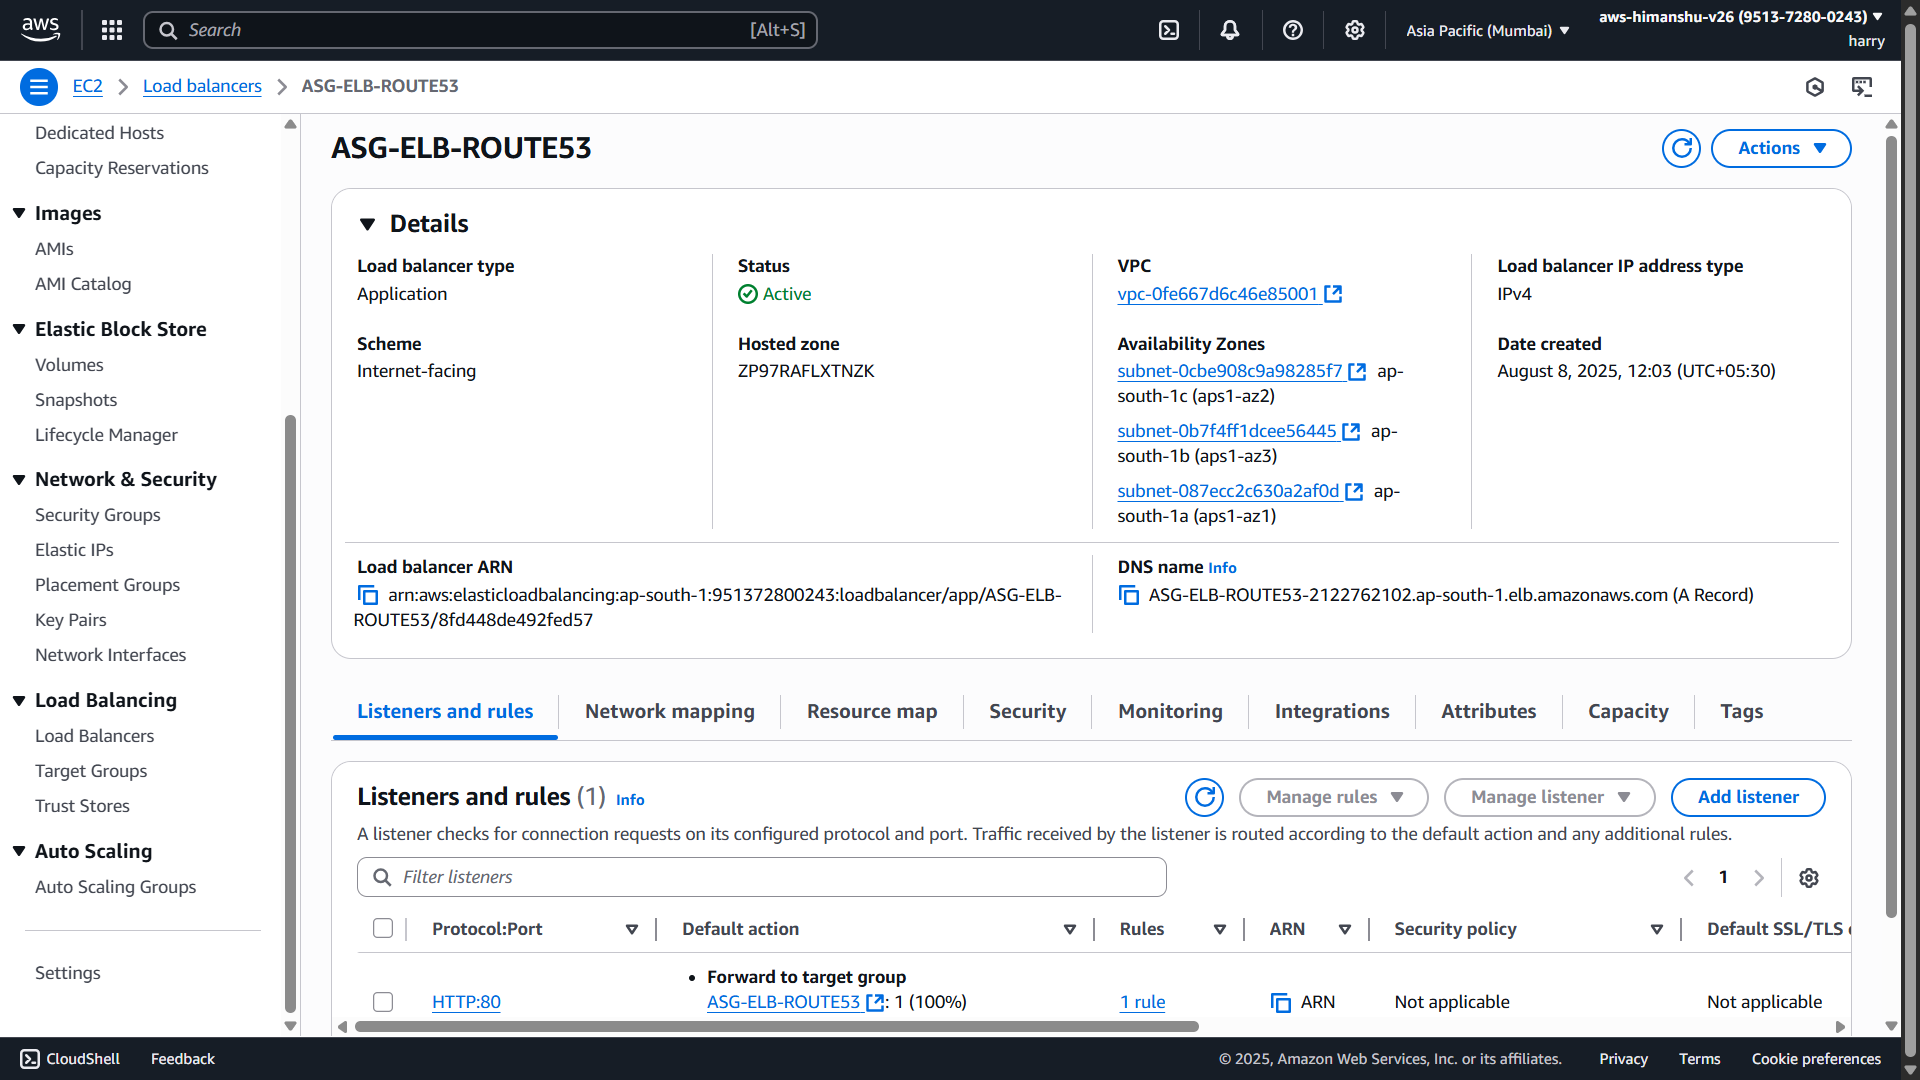 aws
Search [Alt+S]
Asia Pacific (Mumbai)
aws-himanshu-v26 (9513-7280-0243)
harry
EC2
Load balancers
ASG-ELB-ROUTE53
Dedicated Hosts
Capacity Reservations
Images
AMIs
AMI Catalog
Elastic Block Store
Volumes
Snapshots
Lifecycle Manager
Network & Security
Security Groups
Elastic IPs
Placement Groups
Key Pairs
Network Interfaces
Load Balancing
Load Balancers
Target Groups
Trust Stores
Auto Scaling
Auto Scaling Groups
Settings
ASG-ELB-ROUTE53
Actions
Details
Load balancer type
Application
Status
Active
VPC
vpc-0fe667d6c46e85001
Load balancer IP address type
IPv4
Scheme
Internet-facing
Hosted zone
ZP97RAFLXTNZK
Availability Zones
subnet-0cbe908c9a98285f7 ap-
south-1c (aps1-az2)
subnet-0b7f4ff1dcee56445 ap-
south-1b (aps1-az3)
subnet-087ecc2c630a2af0d ap-
south-1a (aps1-az1)
Date created
August 8, 2025, 12:03 (UTC+05:30)
Load balancer ARN
arn:aws:elasticloadbalancing:ap-south-1:951372800243:loadbalancer/app/ASG-ELB-
ROUTE53/8fd448de492fed57
DNS name Info
ASG-ELB-ROUTE53-2122762102.ap-south-1.elb.amazonaws.com (A Record)
Listeners and rules
Network mapping
Resource map
Security
Monitoring
Integrations
Attributes
Capacity
Tags
Listeners and rules (1) Info
Manage rules
Manage listener
Add listener
A listener checks for connection requests on its configured protocol and port. Traffic received by the listener is routed according to the default action and any additional rules.
Filter listeners
1
Protocol:Port
Default action
Rules
ARN
Security policy
Default SSL/TLS
HTTP:80
• Forward to target group
ASG-ELB-ROUTE53 : 1 (100%)
1 rule
ARN
Not applicable
Not applicable
CloudShell
Feedback
© 2025, Amazon Web Services, Inc. or its affiliates.
Privacy
Terms
Cookie preferences